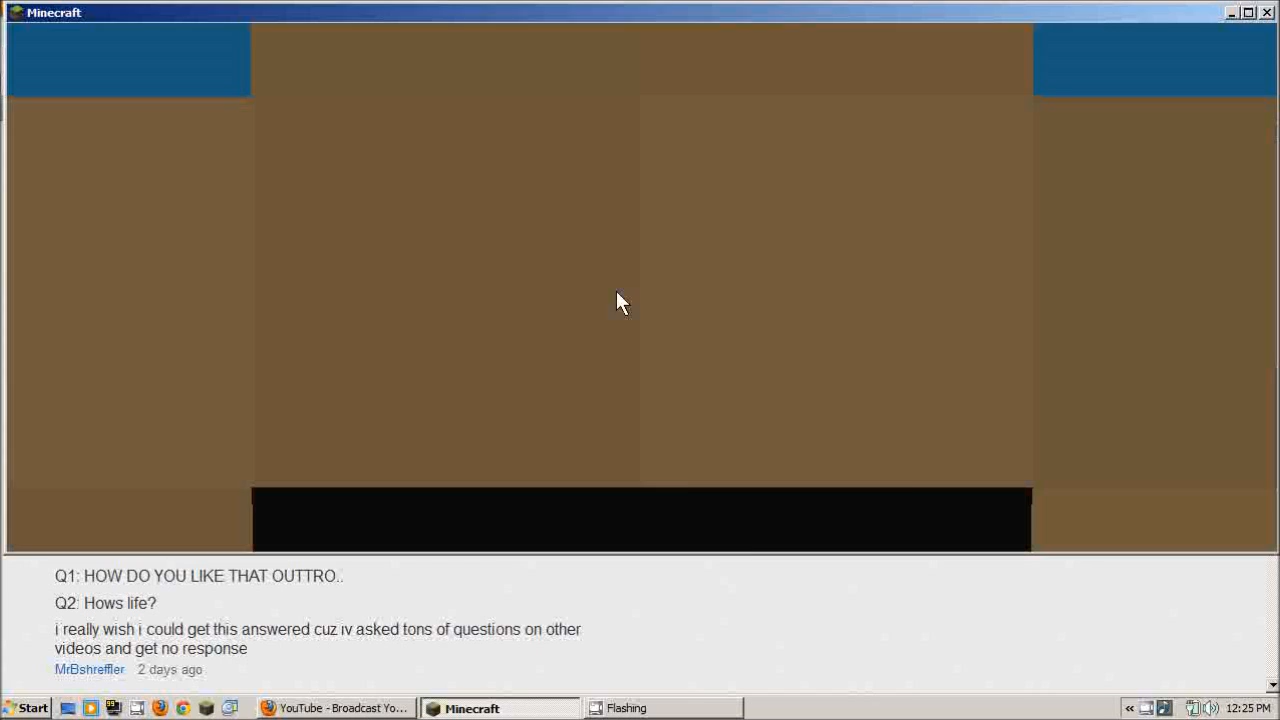 Minecraft
Q1: HOW DO YOU LIKE THAT OUTTRO..
Q2: Hows life?
i really wish i could get this answered cuz iv asked tons of questions on other
videos and get no response
MrBshreffler 2 days ago
Start YouTube - Broadcast Yo... Minecraft Flashing « 12:25 PM